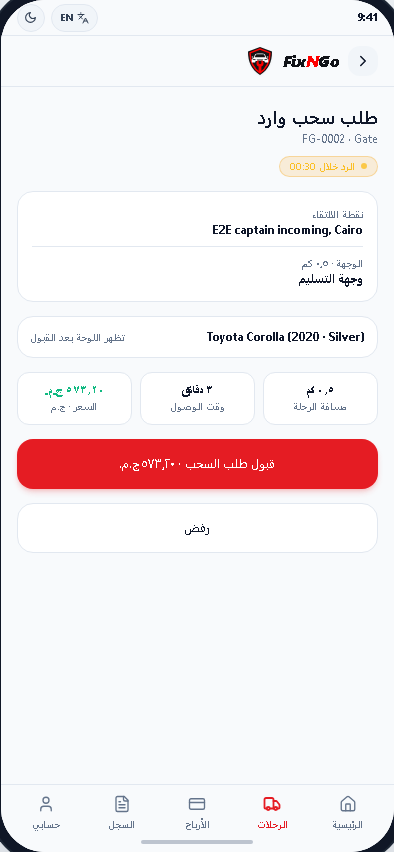 9:41
EN
FixNGo
طلب سحب وارد
FG-0002 · Gate
الرد خلال 00:30
نقطة الالتقاء
E2E captain incoming, Cairo
الوجهة · ٠٫٥ كم
وجهة التسليم
Toyota Corolla (2020 · Silver)
تظهر اللوحة بعد القبول
٠٫٥ كم
مسافة الرحلة
٣ دقائق
وقت الوصول
٥٧٣٫٢٠ ج.م.
السعر · ج.م
قبول طلب السحب · ٥٧٣٫٢٠ ج.م.
رفض
الرئيسية
الرحلات
الأرباح
السجل
حسابي